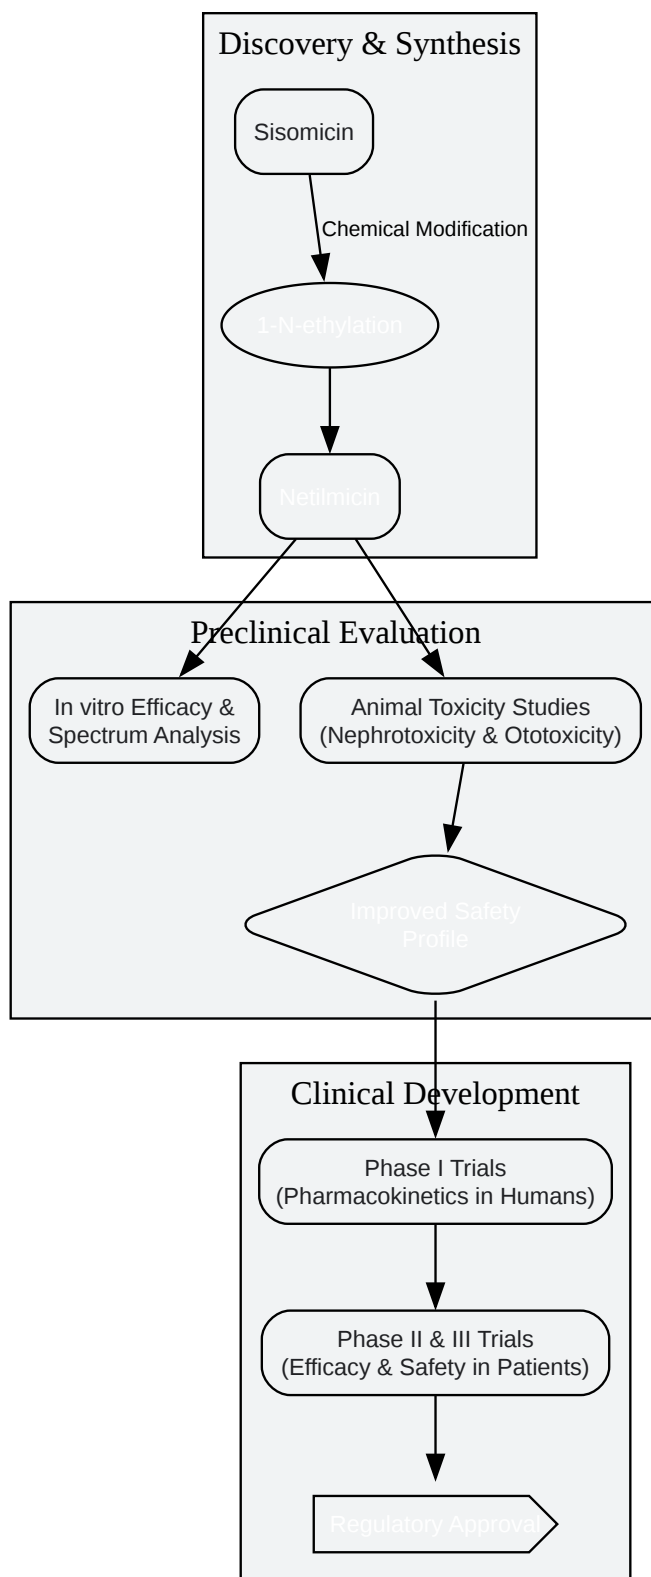 Discovery & Synthesis
Sisomicin
Chemical Modification
1-N-ethylation
Netilmicin
Preclinical Evaluation
In vitro Efficacy &
Spectrum Analysis
Animal Toxicity Studies
(Nephrotoxicity & Ototoxicity)
Improved Safety
Profile
Clinical Development
Phase I Trials
(Pharmacokinetics in Humans)
Phase II & III Trials
(Efficacy & Safety in Patients)
Regulatory Approval